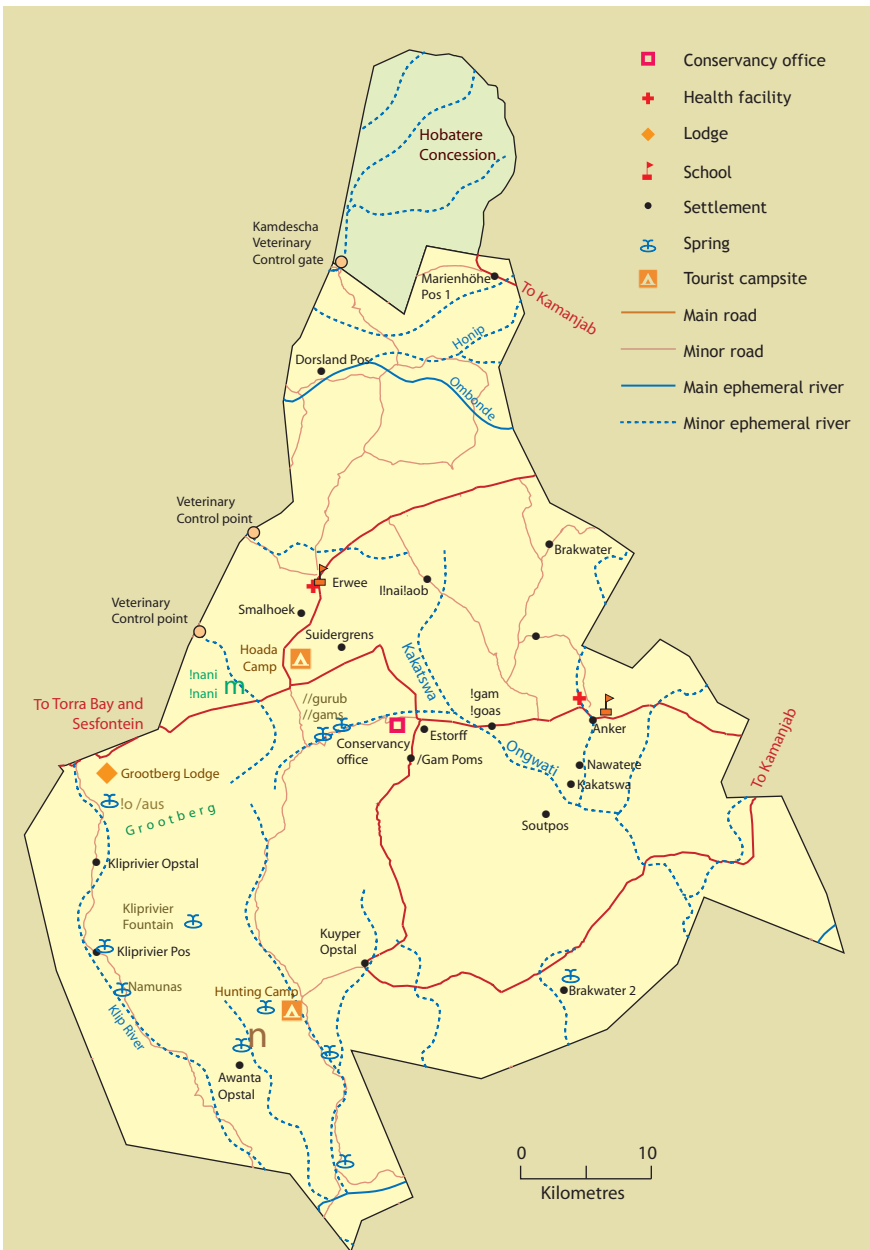 Conservancy office
Health facility
Lodge
School
Settlement
Spring
Tourist campsite
Main road
Minor road
Main ephemeral river
Minor ephemeral river
Hobatere
Concession
Kamdescha
Veterinary
Control gate
Marienhöhe
Pos 1
To Kamanjab
Honip
Dorsland Pos
Ombonde
Veterinary
Control point
Brakwater
Erwee
I!nai!aob
Smalhoek
Veterinary
Control point
Suidergrens
Hoada
Camp
Kakatswa
!nani
!nani
m
//gurub
//gams
!gam
!goas
To Torra Bay and
Sesfontein
Conservancy
office
Estorff
Anker
Ongwati
/Gam Poms
Nawatere
Kakatswa
To Kamanjab
Grootberg Lodge
!o /aus
Grootberg
Soutpos
Kliprivier Opstal
Kliprivier
Fountain
Kuyper
Opstal
Kliprivier Pos
Namunas
Hunting Camp
Brakwater 2
Klip River
n
Awanta
Opstal
0 10
Kilometres